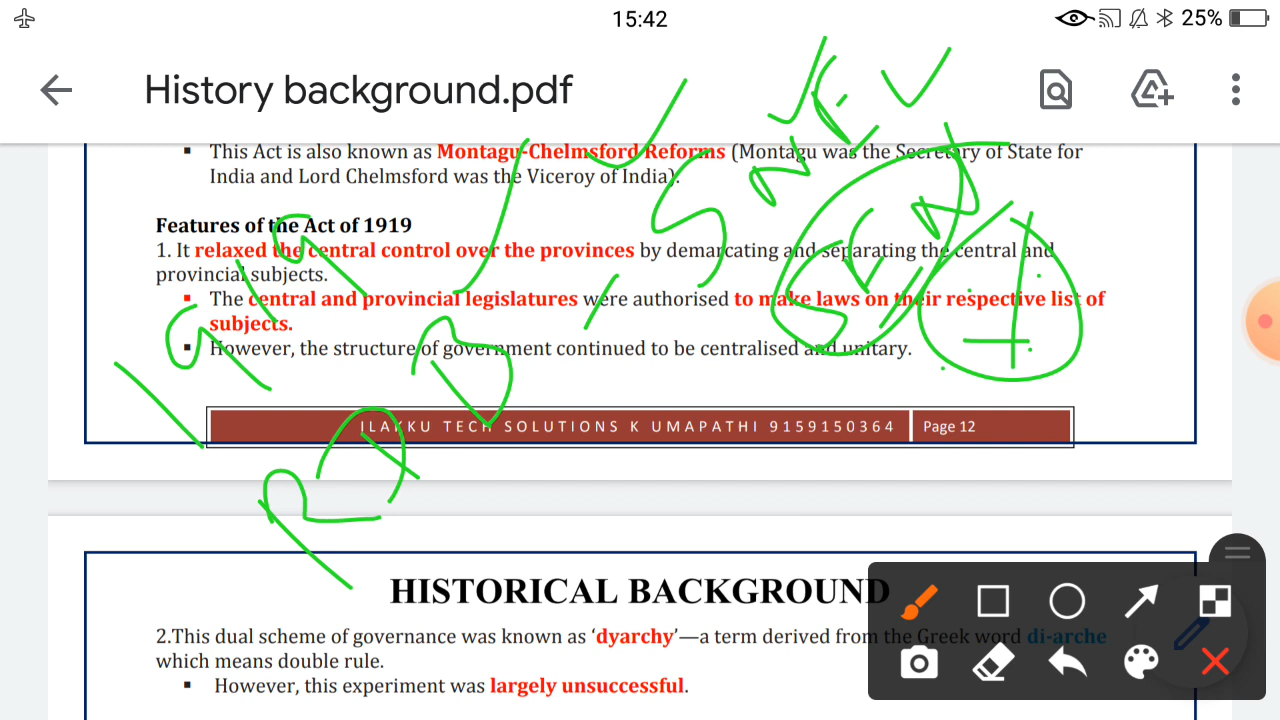 15:42
25%
History background.pdf
▪ This Act is also known as Montagu-Chelmsford Reforms (Montagu was the Secretary of State for
India and Lord Chelmsford was the Viceroy of India).
Features of the Act of 1919
1. It relaxed the central control over the provinces by demarcating and separating the central and
provincial subjects.
▪ The central and provincial legislatures were authorised to make laws on their respective list of
subjects.
▪ However, the structure of government continued to be centralised and unitary.
ILAKKU TECH SOLUTIONS K UMAPATHI 9159150364 Page 12
HISTORICAL BACKGROUND
2.This dual scheme of governance was known as ‘dyarchy’—a term derived from the Greek word di-arche
which means double rule.
▪ However, this experiment was largely unsuccessful.
1919